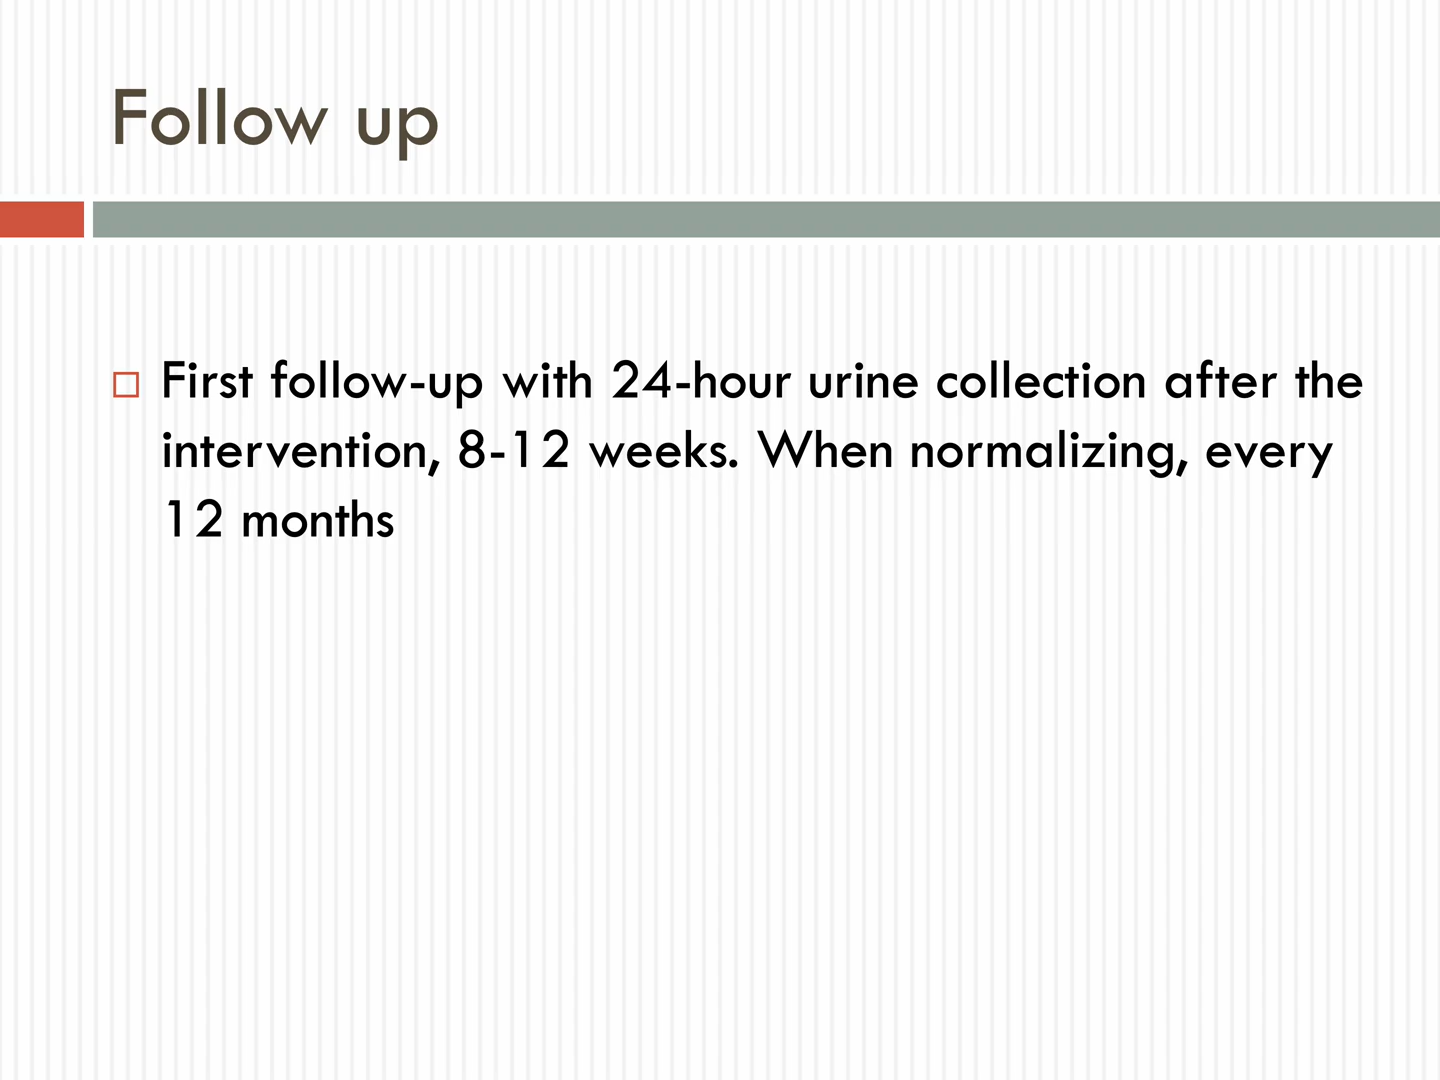 Follow up
First follow-up with 24-hour urine collection after the
intervention, 8-12 weeks. When normalizing, every
12 months